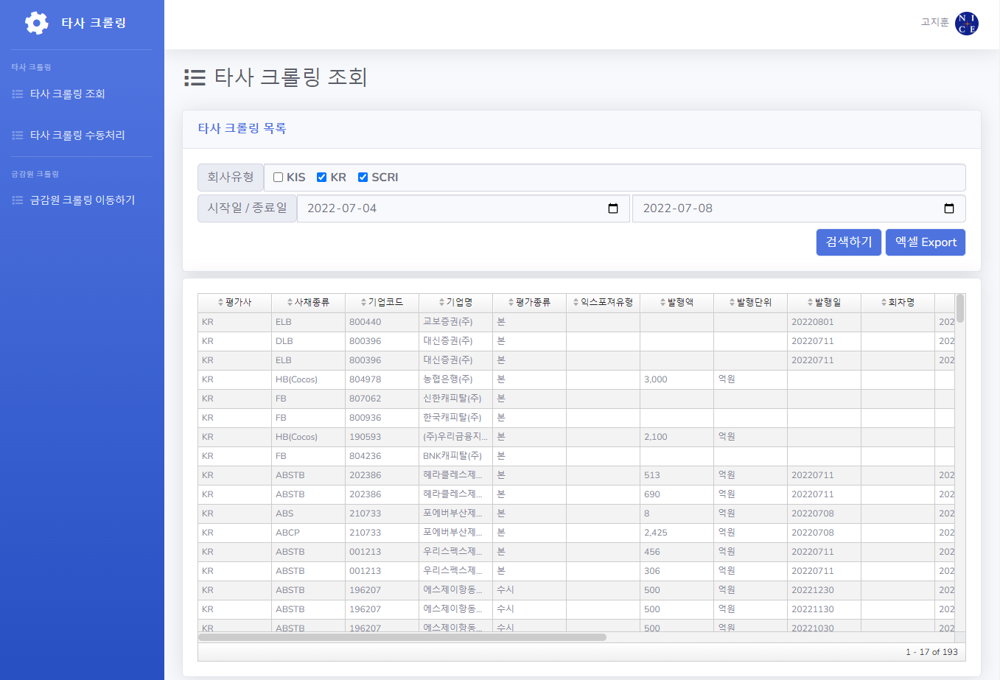 타사 크롤링
고지훈
N I
C E
타사 크롤링
타사 크롤링 조회
타사 크롤링 수동처리
금감원 크롤링
금감원 크롤링 이동하기
타사 크롤링 조회
타사 크롤링 목록
회사유형 KIS KR SCRI
시작일 / 종료일 2022-07-04 2022-07-08
검색하기 엑셀 Export
평가사 사채종류 기업코드 기업명 평가종류 익스포져유형 발행액 발행단위 발행일 회차명
KR ELB 800440 교보증권(주) 본 20220801 202
KR DLB 800396 대신증권(주) 본 20220711 202
KR ELB 800396 대신증권(주) 본 20220711 202
KR HB(Cocos) 804978 농협은행(주) 본 3,000 억원
KR FB 807062 신한캐피탈(주) 본
KR FB 800936 한국캐피탈(주) 본
KR HB(Cocos) 190593 (주)우리금융지... 본 2,100 억원
KR FB 804236 BNK캐피탈(주) 본
KR ABSTB 202386 헤라클레스제... 본 513 억원 20220711 202
KR ABSTB 202386 헤라클레스제... 본 690 억원 20220711 202
KR ABS 210733 포에버부산제... 본 8 억원 20220708 202
KR ABCP 210733 포에버부산제... 본 2,425 억원 20220708 202
KR ABSTB 001213 우리스펙스제... 본 456 억원 20220711 202
KR ABSTB 001213 우리스펙스제... 본 306 억원 20220711 202
KR ABSTB 196207 에스제이항동... 수시 500 억원 20221230 202
KR ABSTB 196207 에스제이항동... 수시 500 억원 20221130 202
KR ABSTB 196207 에스제이항동... 수시 500 억원 20221030 202
1 - 17 of 193